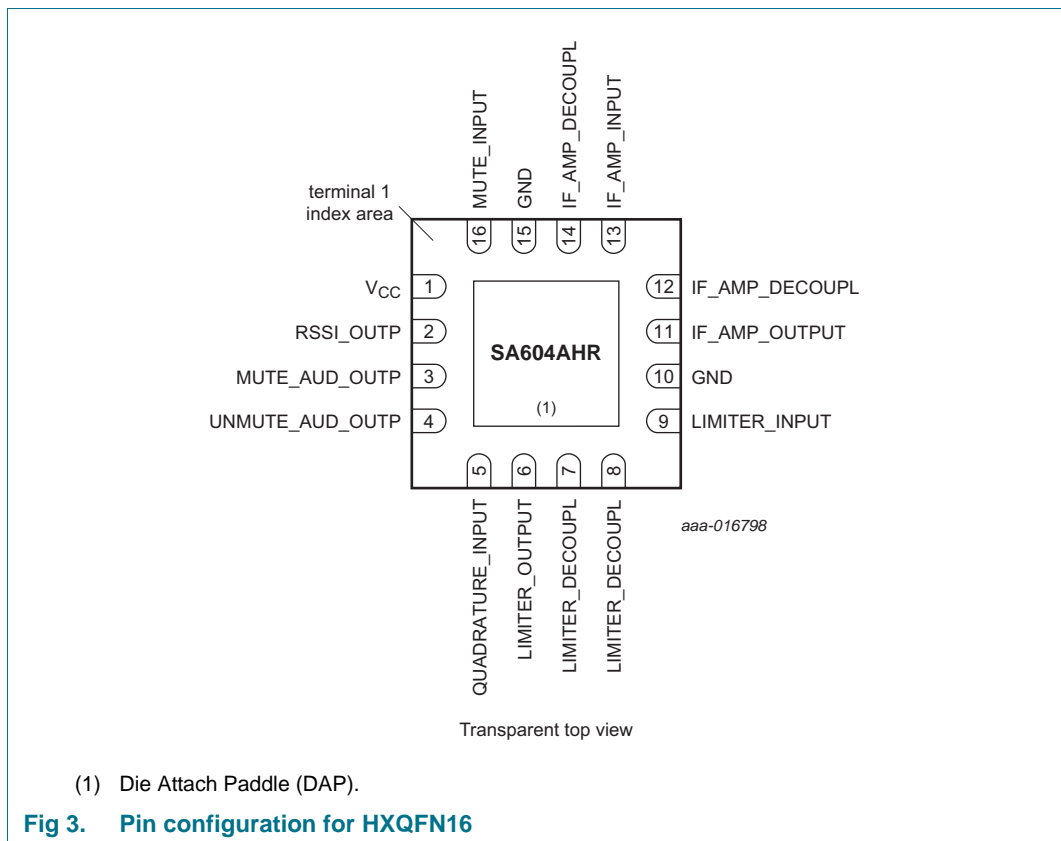 MUTE_INPUT
GND
IF_AMP_DECOUPL
IF_AMP_INPUT
terminal 1
index area
16
15
14
13
VCC 1
12 IF_AMP_DECOUPL
RSSI_OUTP 2
11 IF_AMP_OUTPUT
SA604AHR
MUTE_AUD_OUTP 3
10 GND
(1)
UNMUTE_AUD_OUTP 4
9 LIMITER_INPUT
5
6
7
8
QUADRATURE_INPUT
LIMITER_OUTPUT
LIMITER_DECOUPL
LIMITER_DECOUPL
aaa-016798
Transparent top view
(1) Die Attach Paddle (DAP).
Fig 3. Pin configuration for HXQFN16